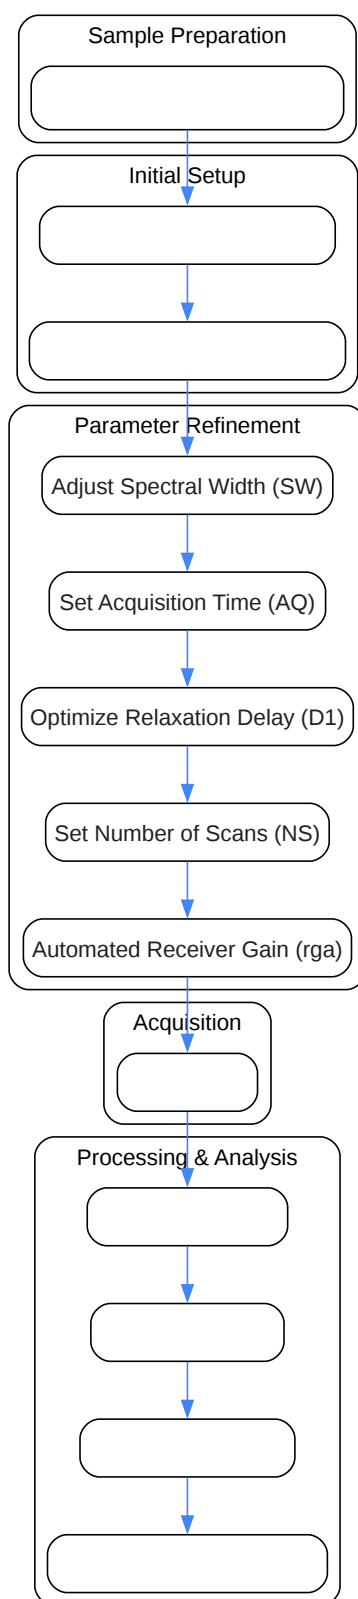 Sample Preparation
Initial Setup
Parameter Refinement
Adjust Spectral Width (SW)
Set Acquisition Time (AQ)
Optimize Relaxation Delay (D1)
Set Number of Scans (NS)
Automated Receiver Gain (rga)
Acquisition
Processing & Analysis